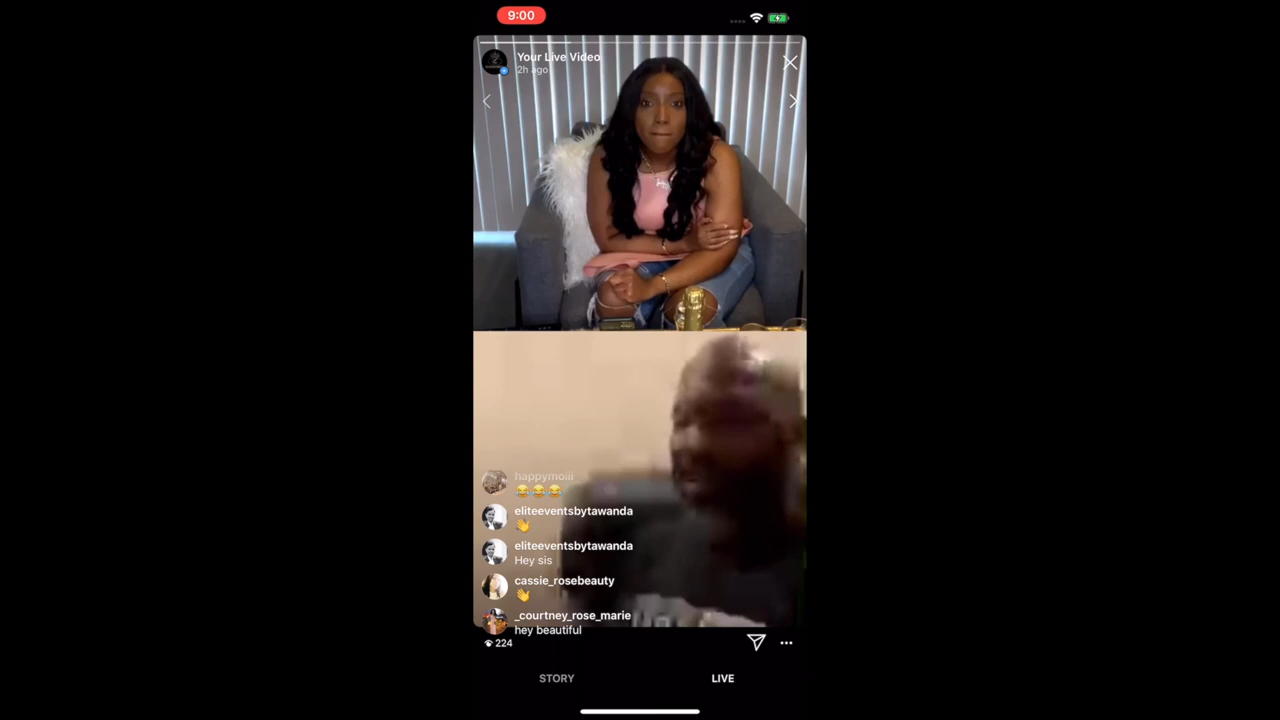 9:00
Your Live Video
2h ago
happymoiii
😂😂😂
eliteeventsbytawanda
👋
eliteeventsbytawanda
Hey sis
cassie_rosebeauty
👋
_courtney_rose_marie
hey beautiful
224
STORY
LIVE